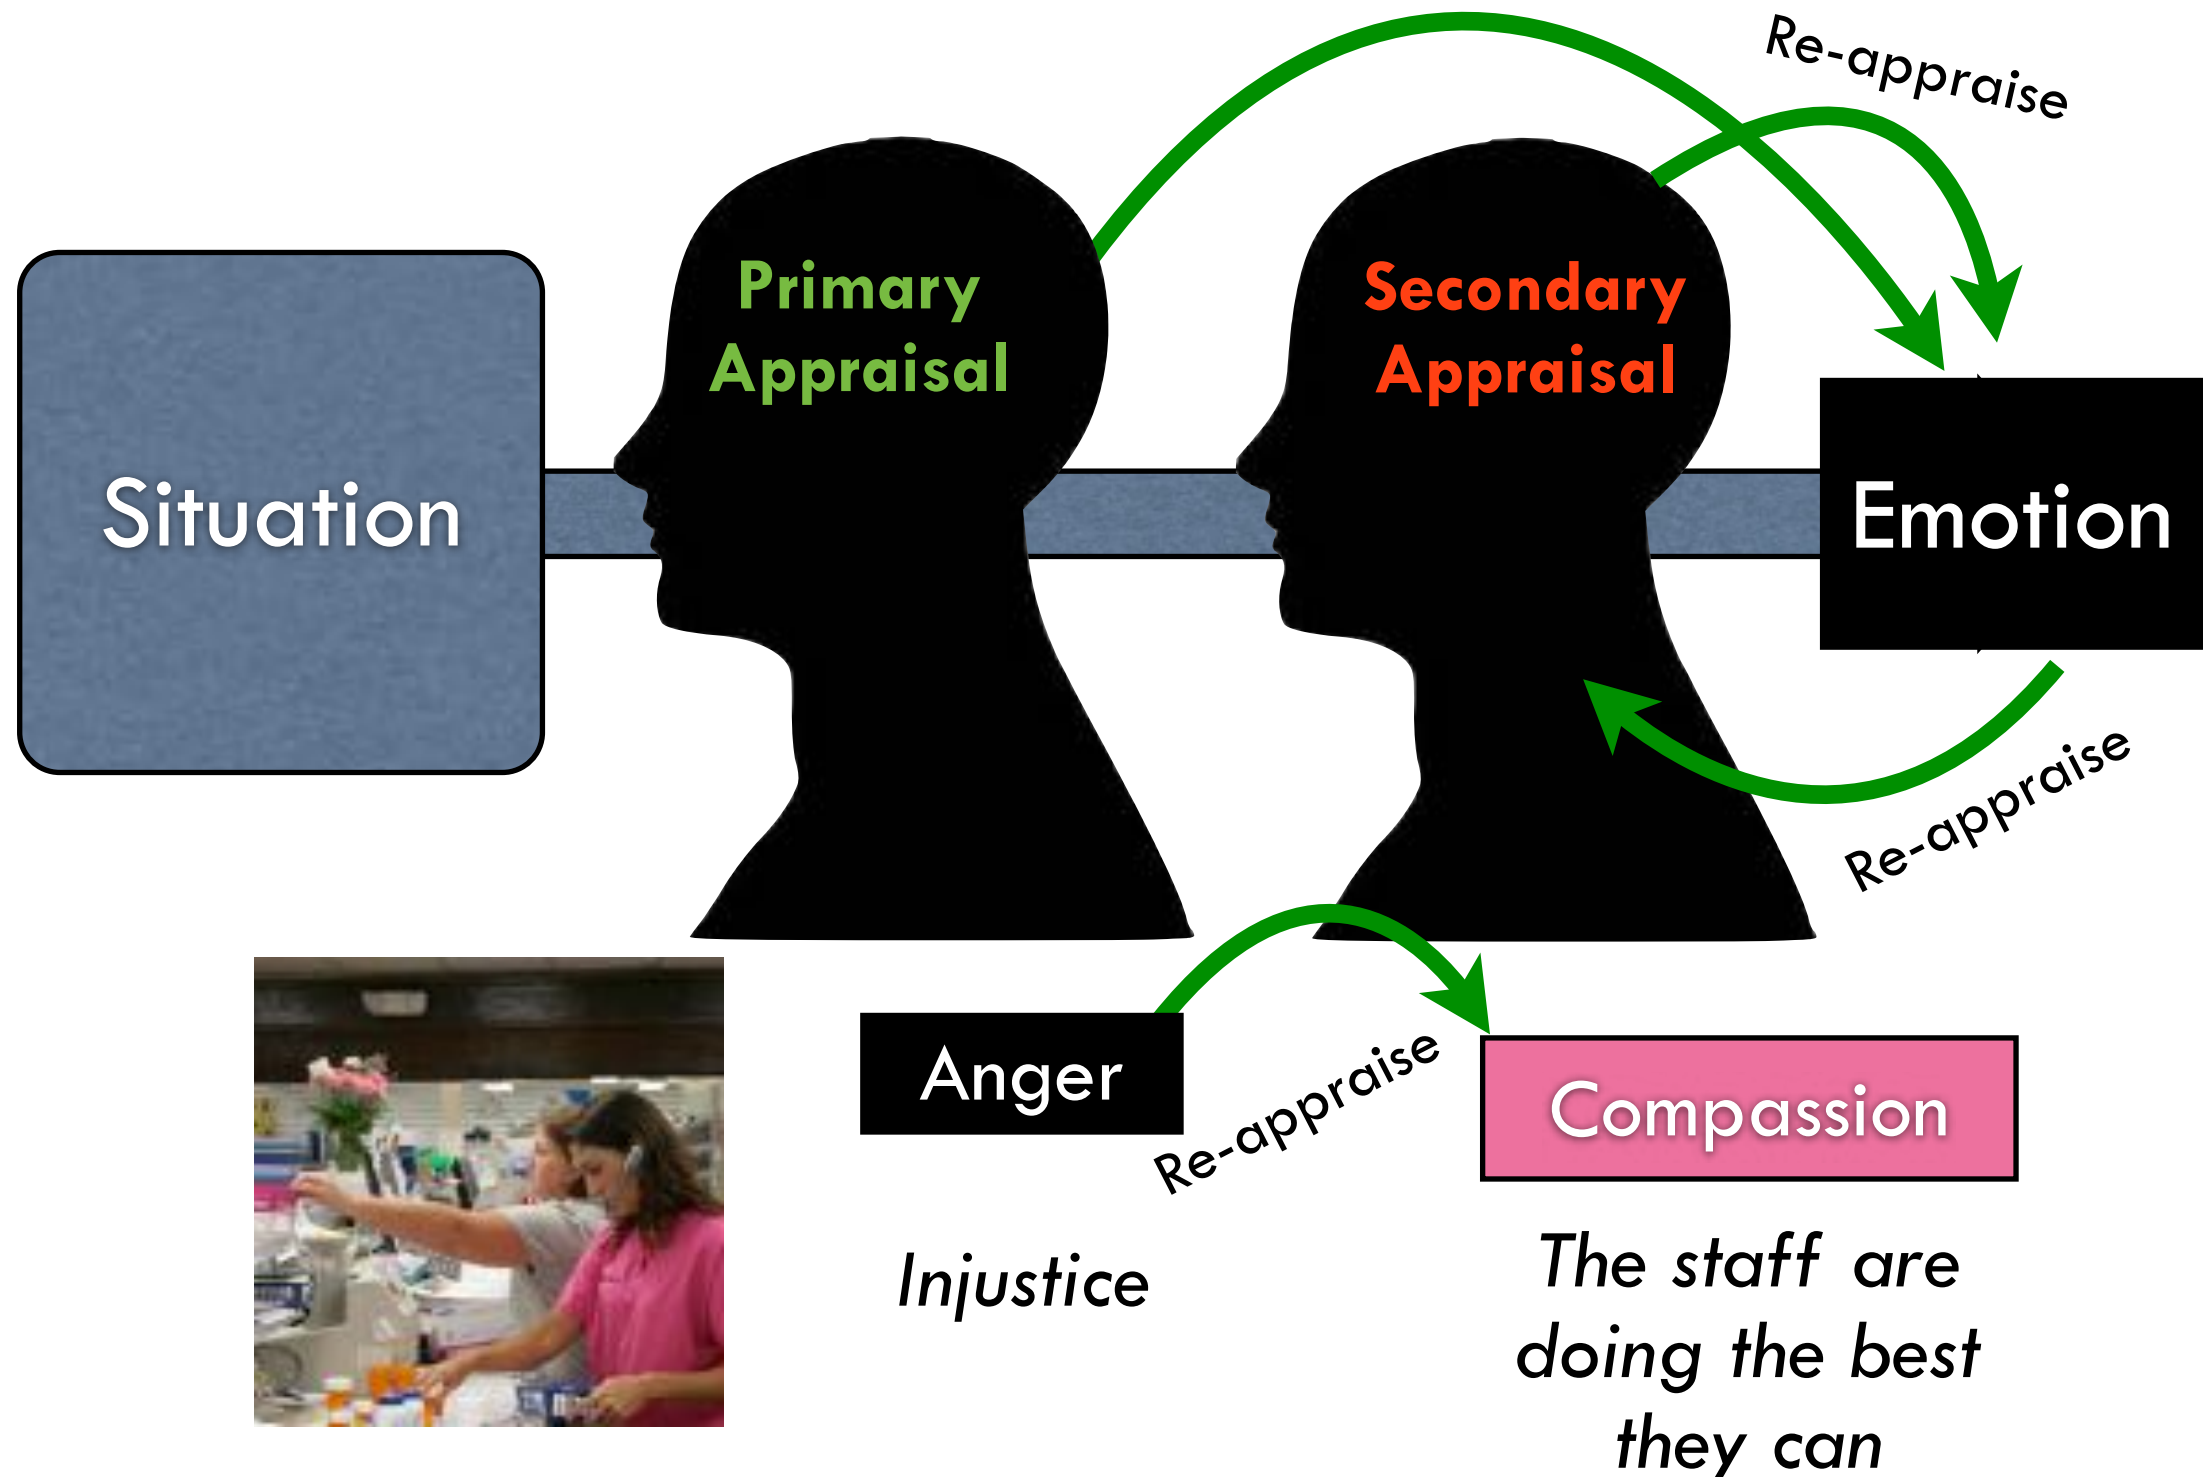 Re-appraise
Primary
Appraisal
Secondary
Appraisal
Situation
Emotion
Re-appraise
Anger
Re-appraise
Compassion
Injustice
The staff are
doing the best
they can